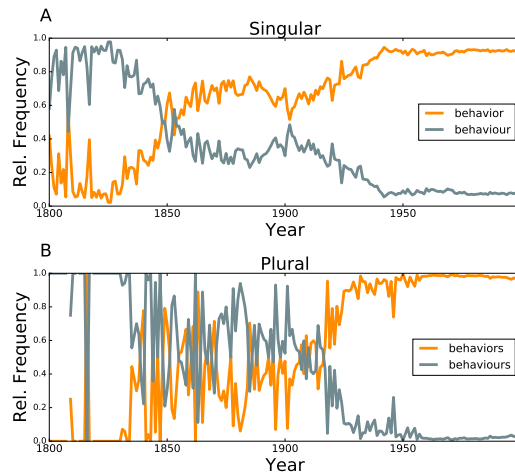 A
Singular
Rel. Frequency
1.0
0.8
0.6
0.4
0.2
0.0
behavior
behaviour
1800
1850
1900
1950
Year
B
Plural
Rel. Frequency
1.0
0.8
0.6
0.4
0.2
0.0
behaviors
behaviours
1800
1850
1900
1950
Year